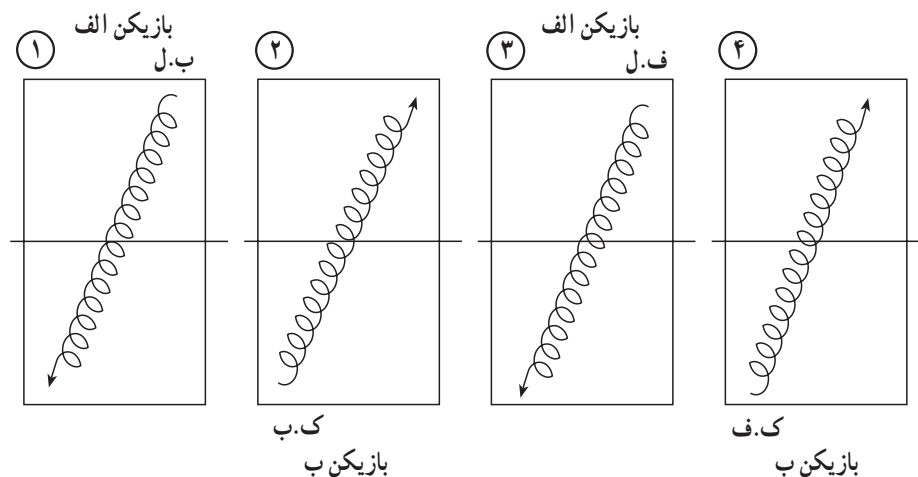 بازیکن الف
ب.ل
۱
۲
بازیکن الف
ف.ل
۳
۴
ک.ب
بازیکن ب
ک.ف
بازیکن ب